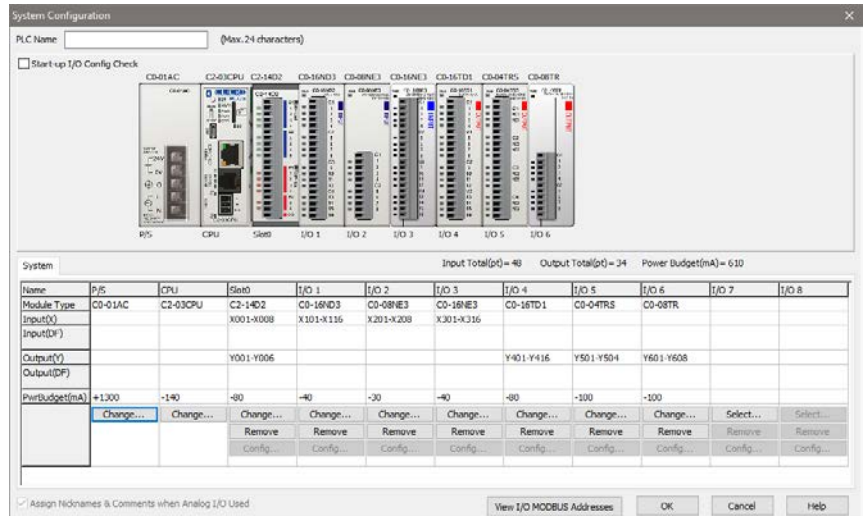 System Configuration
PLC Name (Max. 24 characters)
Start-up I/O Config Check
C0-01AC C2-03CPU C2-14D2 C0-16ND3 C0-08NE3 C0-16NE3 C0-16TD1 C0-04TRS C0-08TR
P/S CPU Slot0 I/O 1 I/O 2 I/O 3 I/O 4 I/O 5 I/O 6
System Input Total(pt)= 48 Output Total(pt)= 34 Power Budget(mA)= 610
Name P/S CPU Slot0 I/O 1 I/O 2 I/O 3 I/O 4 I/O 5 I/O 6 I/O 7 I/O 8
Module Type C0-01AC C2-03CPU C2-14D2 C0-16ND3 C0-08NE3 C0-16NE3 C0-16TD1 C0-04TRS C0-08TR
Input(X) X001-X008 X101-X116 X201-X208 X301-X316
Input(DF)
Output(Y) Y001-Y006 Y401-Y416 Y501-Y504 Y601-Y608
Output(DF)
PwrBudget(mA) +1300 -140 -80 -40 -30 -40 -80 -100 -100
Change... Change... Change... Change... Change... Change... Change... Change... Change... Select... Select...
Remove Remove Remove Remove Remove Remove Remove Remove Remove
Config... Config... Config... Config... Config... Config... Config... Config... Config...
Assign Nicknames & Comments when Analog I/O Used View I/O MODBUS Addresses OK Cancel Help